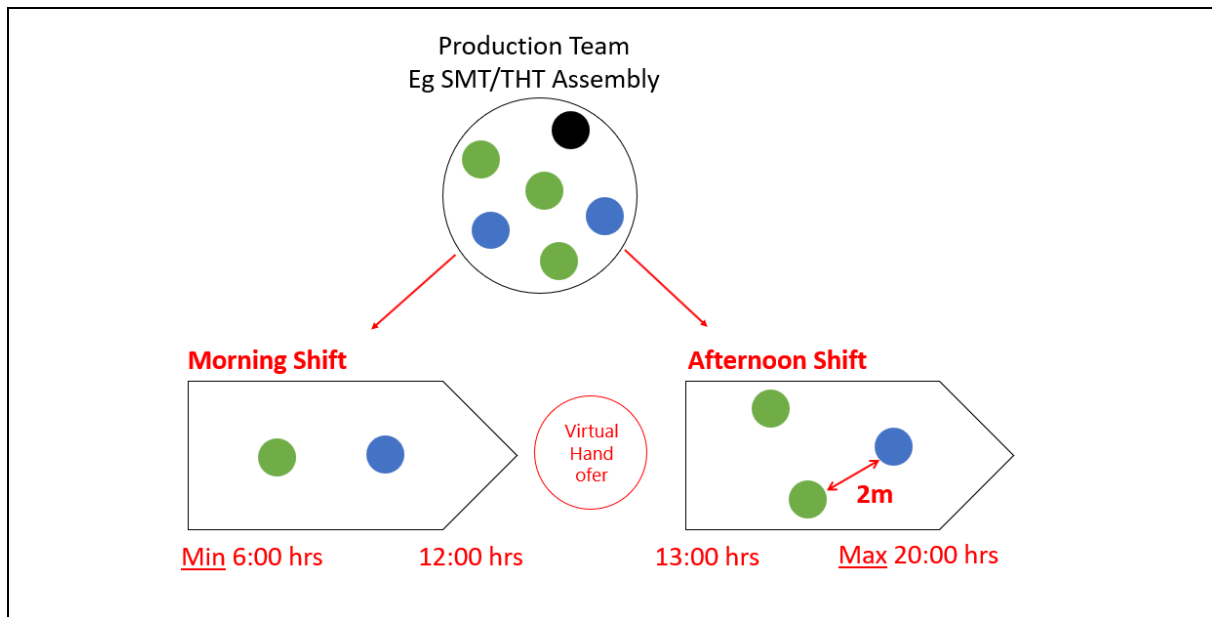 Production Team
Eg SMT/THT Assembly
Morning Shift
Afternoon Shift
Virtual
Hand
ofer
2m
Min 6:00 hrs
12:00 hrs
13:00 hrs
Max 20:00 hrs